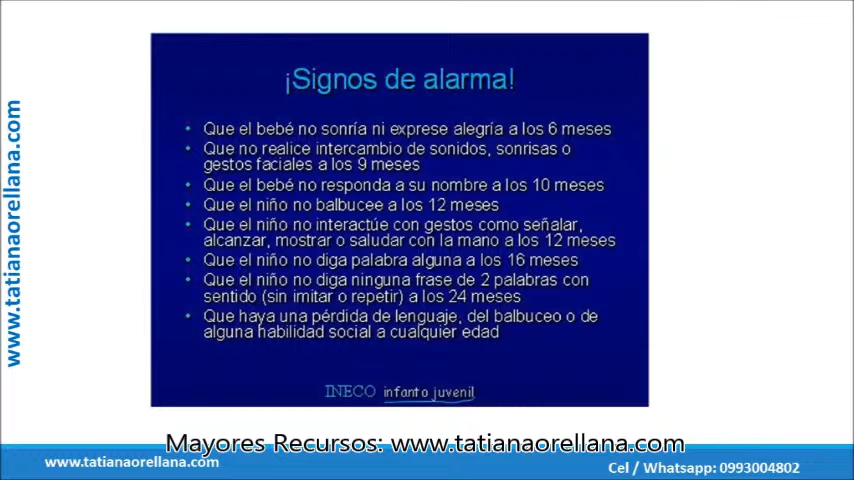 ¡Signos de alarma!
• Que el bebé no sonría ni exprese alegría a los 6 meses
• Que no realice intercambio de sonidos, sonrisas o
gestos faciales a los 9 meses
• Que el bebé no responda a su nombre a los 10 meses
• Que el niño no balbucee a los 12 meses
• Que el niño no interactúe con gestos como señalar,
alcanzar, mostrar o saludar con la mano a los 12 meses
• Que el niño no diga palabra alguna a los 16 meses
• Que el niño no diga ninguna frase de 2 palabras con
sentido (sin imitar o repetir) a los 24 meses
• Que haya una pérdida de lenguaje, del balbuceo o de
alguna habilidad social a cualquier edad
INECO infanto juvenil
www.tatianaorellana.com
Mayores Recursos: www.tatianaorellana.com
www.tatianaorellana.com
Cel / Whatsapp: 0993004802